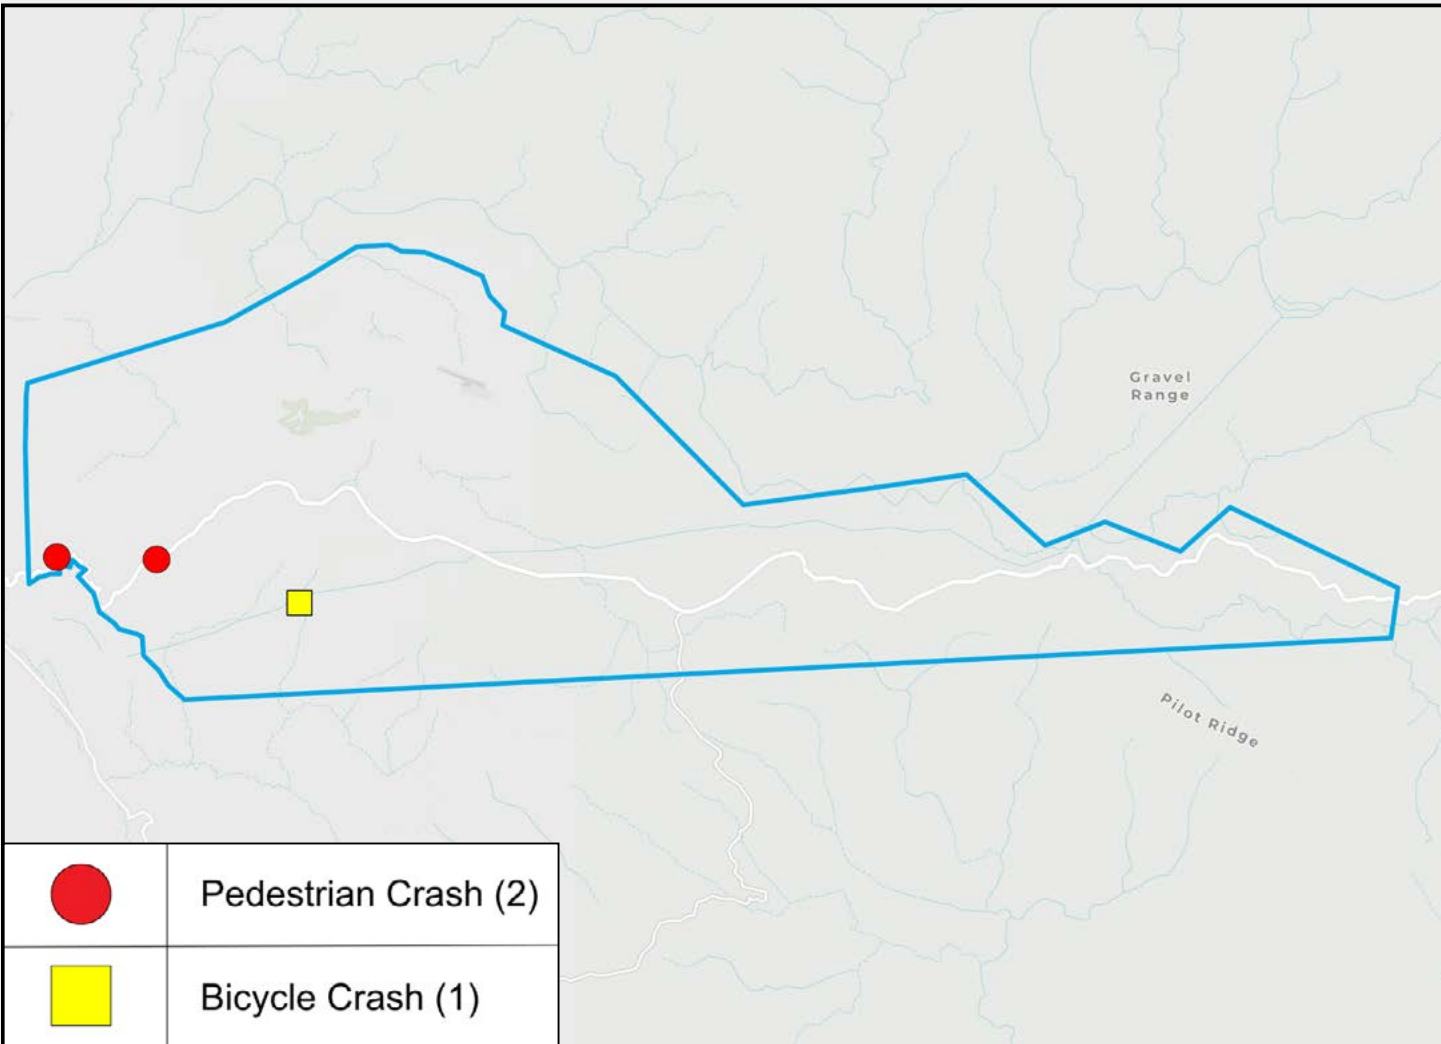 Gravel
Range
Pilot Ridge
Pedestrian Crash (2)
Bicycle Crash (1)